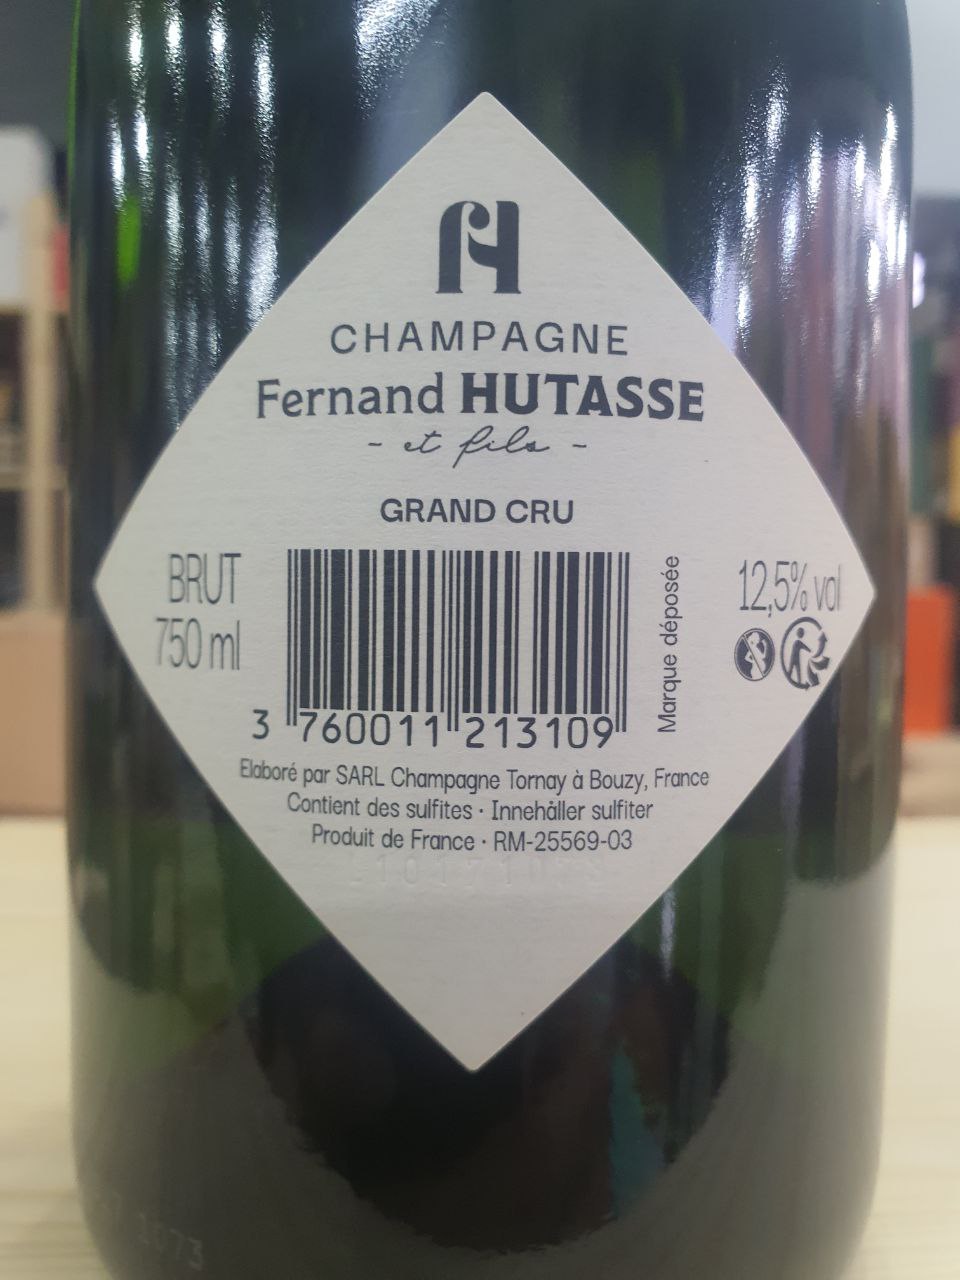 CHAMPAGNE
Fernand HUTASSE
- et fils -
GRAND CRU
BRUT
750 ml
12,5% vol
Marque déposée
3 760011 213109
Elaboré par SARL Champagne Tornay à Bouzy, France
Contient des sulfites · Innehåller sulfiter
Produit de France · RM-25569-03